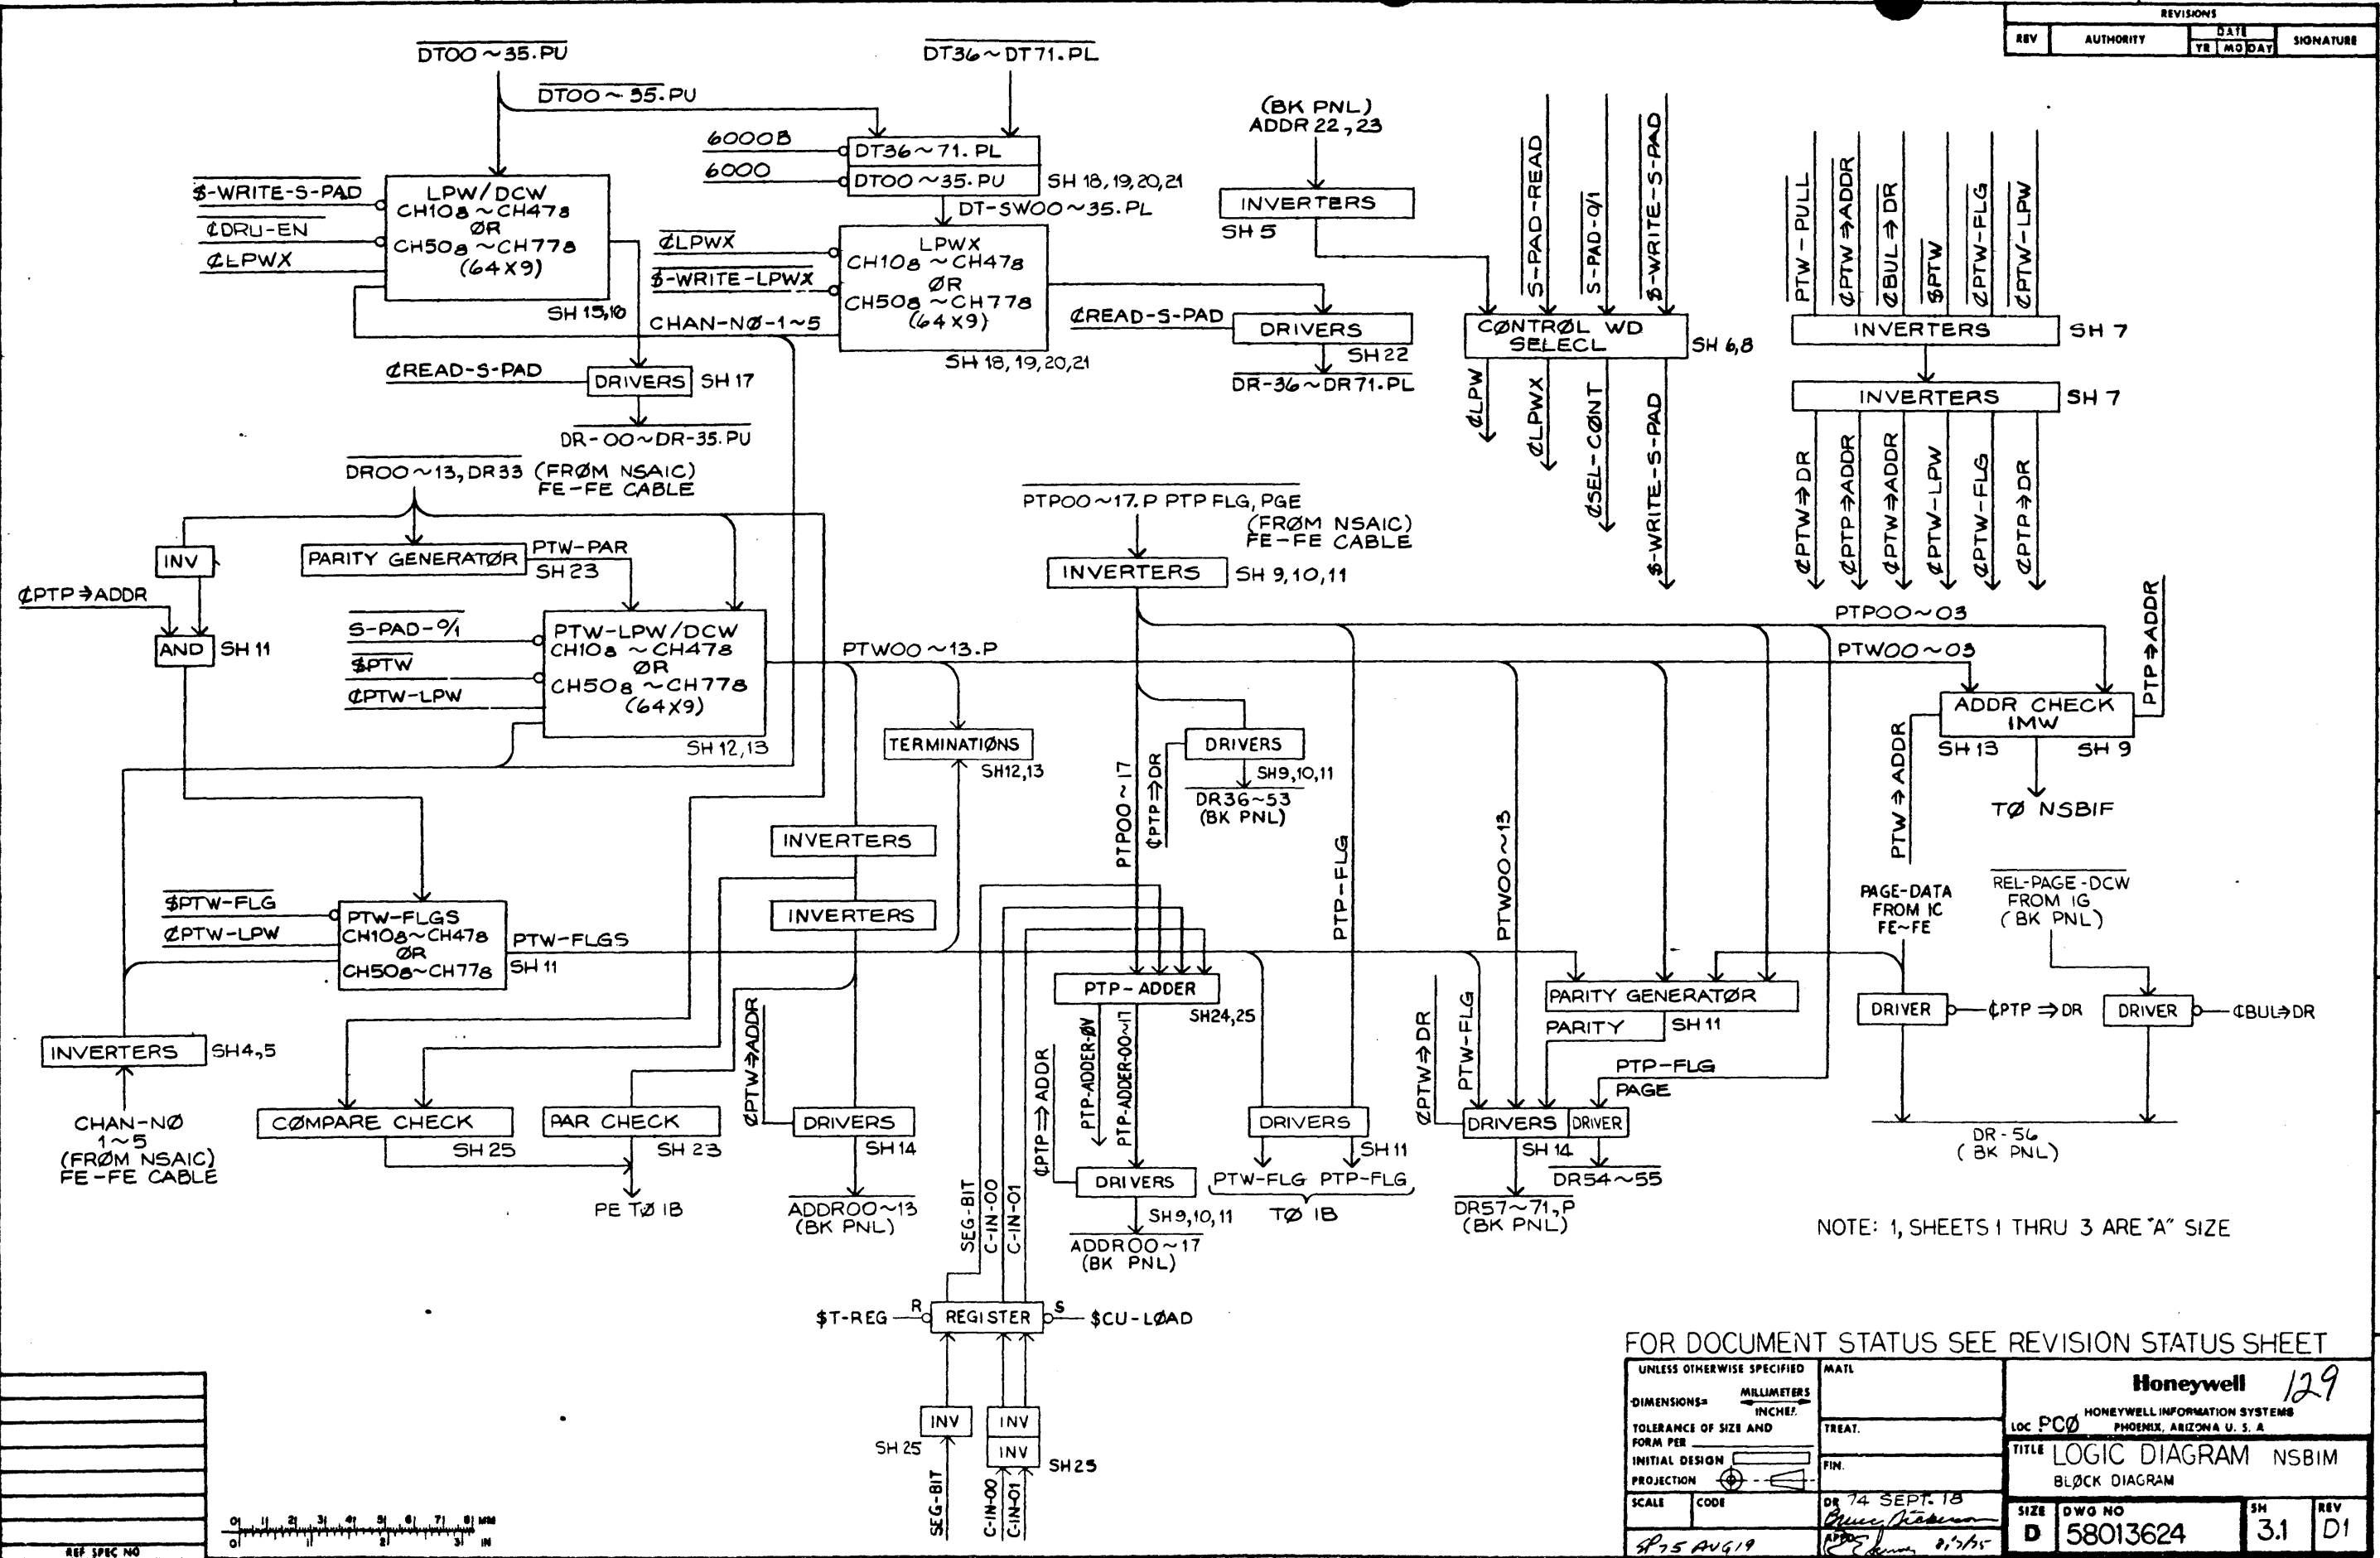 REVISIONS
REV AUTHORITY DATE YR MO DAY SIGNATURE
DT00~35.PU
DT36~DT71.PL
DT00~35.PU
6000B
DT36~71.PL
6000
DT00~35.PU
SH 18,19,20,21
DT-SW00~35.PL
$-WRITE-S-PAD
¢DRU-EN
¢LPWX
LPW/DCW
CH108~CH478
ØR
CH508~CH778
(64X9)
¢LPWX
$-WRITE-LPWX
CHAN-NØ-1~5
LPWX
CH108~CH478
ØR
CH508~CH778
(64X9)
SH 18,19,20,21
¢READ-S-PAD
DRIVERS
SH 17
DR-00~DR-35.PU
¢READ-S-PAD
DRIVERS
SH 22
DR-36~DR71.PL
(BK PNL)
ADDR 22,23
INVERTERS
SH 5
S-PAD-READ
S-PAD-0/1
$-WRITE-S-PAD
CØNTRØL WD
SELECL
SH 6,8
¢LPW
¢LPWX
¢SEL-CØNT
$-WRITE-S-PAD
PTW-PULL
¢PTW⇒ADDR
¢BUL⇒DR
$PTW
¢PTW-FLG
¢PTW-LPW
INVERTERS
SH 7
INVERTERS
SH 7
¢PTW⇒DR
¢PTP⇒ADDR
¢PTW⇒ADDR
¢PTW-LPW
¢PTW-FLG
¢PTP⇒DR
DR00~13,DR33 (FRØM NSAIC)
FE-FE CABLE
INV
PARITY GENERATØR
PTW-PAR
SH 23
¢PTP⇒ADDR
AND
SH 11
S-PAD-0/1
$PTW
¢PTW-LPW
PTW-LPW/DCW
CH108~CH478
ØR
CH508~CH778
(64X9)
SH 12,13
PTW00~13.P
TERMINATIØNS
SH12,13
PTP00~17.P PTP FLG, PGE
(FRØM NSAIC)
FE-FE CABLE
INVERTERS
SH 9,10,11
PTP00~03
PTW00~03
PTP⇒ADDR
ADDR CHECK
IMW
SH 13
SH 9
PTW⇒ADDR
TØ NSBIF
PTP00~17
¢PTP⇒DR
DRIVERS
SH9,10,11
DR36~53
(BK PNL)
PTP-FLG
PTW00~13
INVERTERS
INVERTERS
$PTW-FLG
¢PTW-LPW
PTW-FLGS
CH108~CH478
ØR
CH508~CH778
PTW-FLGS
SH 11
PTP-ADDER
SH24,25
PTP-ADDER-ØV
PTP-ADDER-00~17
¢PTP⇒ADDR
DRIVERS
SH9,10,11
ADDR00~17
(BK PNL)
PAGE-DATA
FROM IC
FE~FE
REL-PAGE-DCW
FROM IG
(BK PNL)
DRIVER
¢PTP⇒DR
DRIVER
¢BUL⇒DR
DR-56
(BK PNL)
PARITY GENERATØR
PARITY
SH 11
PTP-FLG
PAGE
¢PTW⇒DR
PTW-FLG
DRIVERS
DRIVER
SH 14
DR54~55
DR57~71,P
(BK PNL)
DRIVERS
SH 11
PTW-FLG PTP-FLG
TØ IB
INVERTERS
SH4,5
CHAN-NØ
1~5
(FRØM NSAIC)
FE-FE CABLE
CØMPARE CHECK
SH 25
PAR CHECK
SH 23
PE TØ IB
¢PTW⇒ADDR
DRIVERS
SH 14
ADDR00~13
(BK PNL)
SEG-BIT
C-IN-00
C-IN-01
$T-REG
R
REGISTER
S
$CU-LØAD
INV
SH 25
INV
INV
SH25
SEG-BIT
C-IN-00
C-IN-01
NOTE: 1, SHEETS 1 THRU 3 ARE "A" SIZE
FOR DOCUMENT STATUS SEE REVISION STATUS SHEET
UNLESS OTHERWISE SPECIFIED
DIMENSIONS= MILLIMETERS
INCHES
TOLERANCE OF SIZE AND
FORM PER
INITIAL DESIGN
PROJECTION
SCALE CODE
MATL
TREAT.
FIN.
DR 74 SEPT. 18
75 AUG 19
APPD
Honeywell 129
HONEYWELL INFORMATION SYSTEMS
LOC PCØ PHOENIX, ARIZONA U. S. A
TITLE LOGIC DIAGRAM NSBIM
BLØCK DIAGRAM
SIZE D
DWG NO 58013624
SH 3.1
REV D1
MM
IN
REF SPEC NO